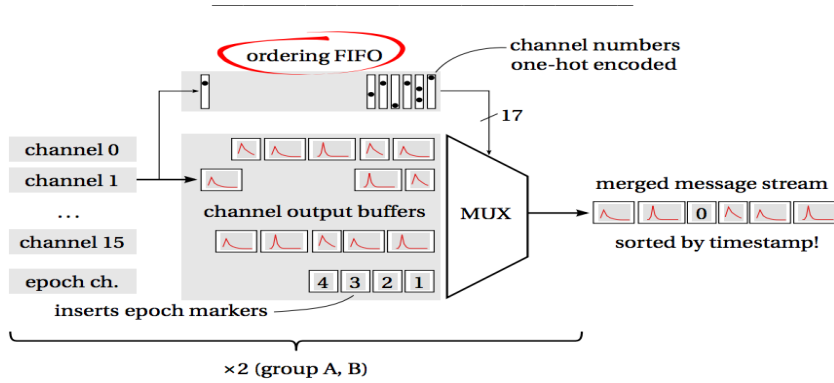 ordering FIFO
channel numbers
one-hot encoded
17
channel 0
channel 1
...
channel 15
epoch ch.
channel output buffers
4 3 2 1
inserts epoch markers
MUX
merged message stream
0
sorted by timestamp!
×2 (group A, B)